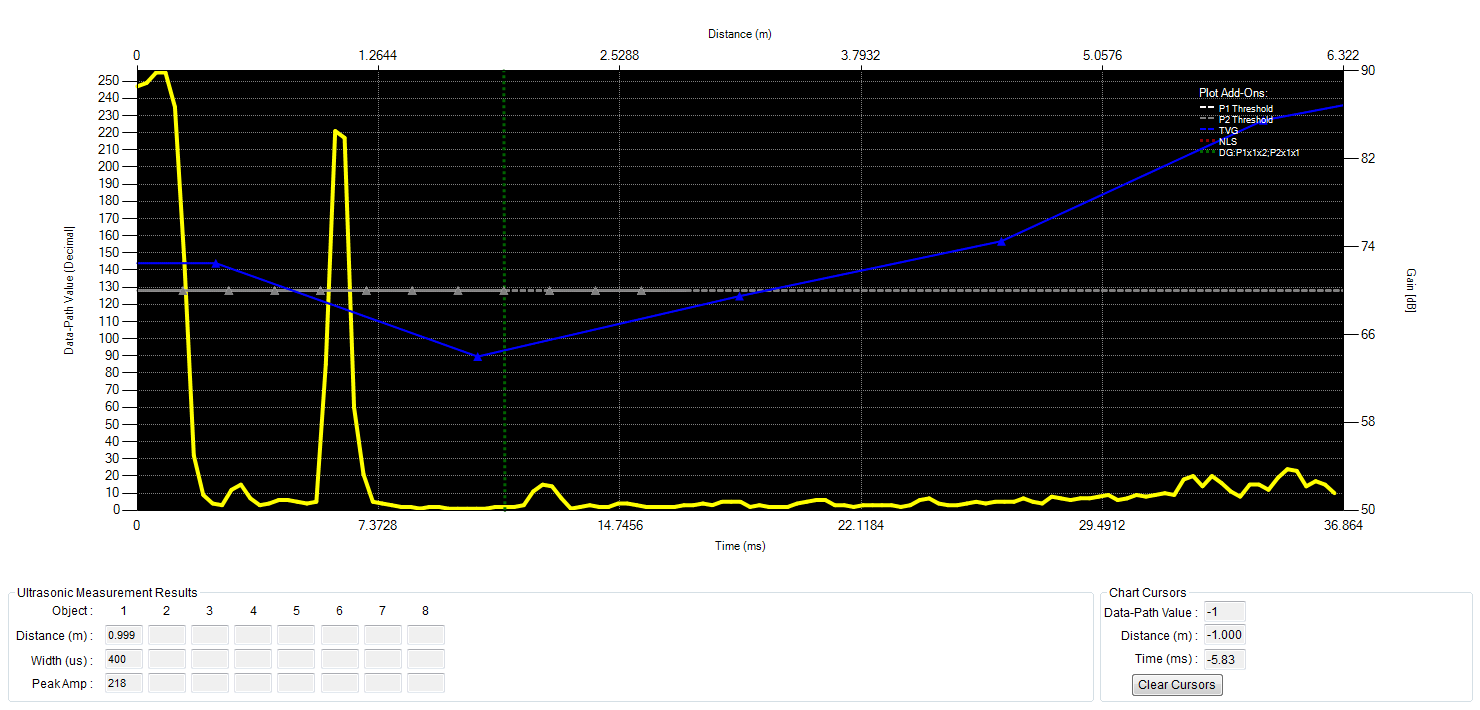 Distance (m)
0 1.2644 2.5288 3.7932 5.0576 6.322
250
240
230
220
210
200
190
180
170
160
150
140
130
120
110
100
90
80
70
60
50
40
30
20
10
0
Data-Path Value [Decimal]
90
82
74
66
58
50
Gain [dB]
Plot Add-Ons:
P1 Threshold
P2 Threshold
TVG
NLS
DG:P1x1x2;P2x1x1
0 7.3728 14.7456 22.1184 29.4912 36.864
Time (ms)
Ultrasonic Measurement Results
Object : 1 2 3 4 5 6 7 8
Distance (m) : 0.999
Width (us) : 400
Peak Amp : 218
Chart Cursors
Data-Path Value : -1
Distance (m) : -1.000
Time (ms) : -5.83
Clear Cursors